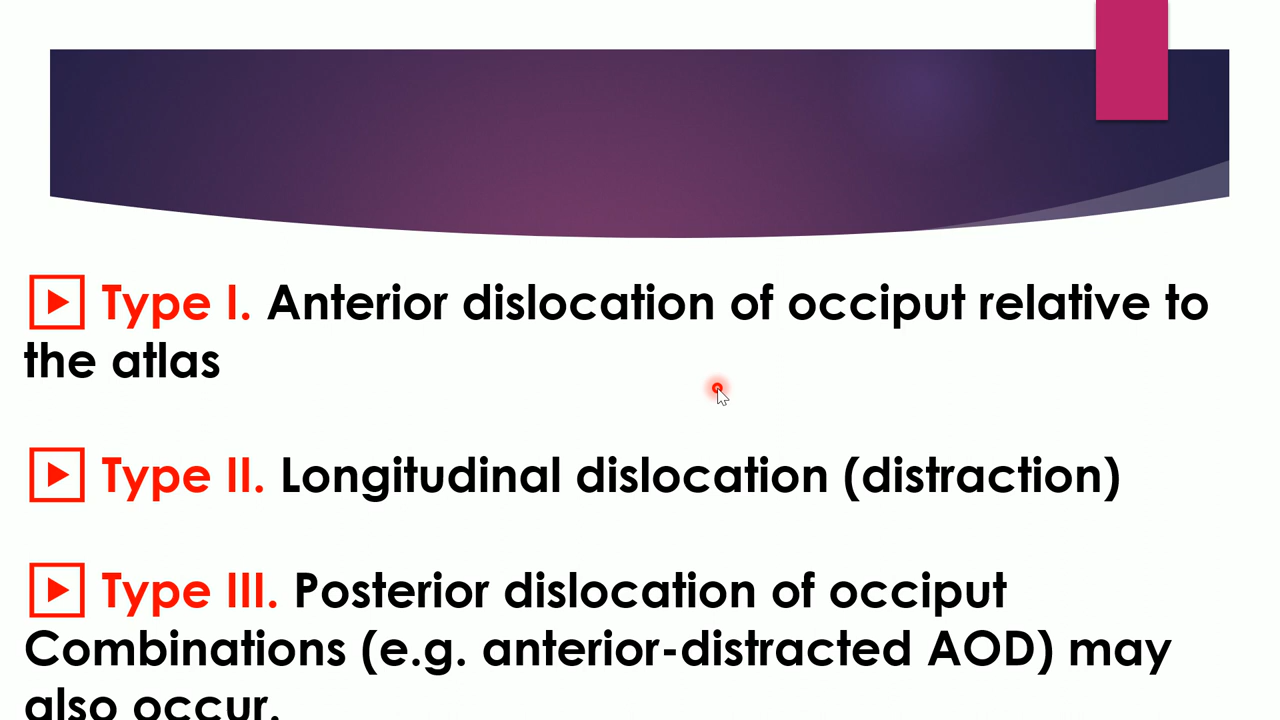 Type I. Anterior dislocation of occiput relative to
the atlas
Type II. Longitudinal dislocation (distraction)
Type III. Posterior dislocation of occiput
Combinations (e.g. anterior-distracted AOD) may
also occur.